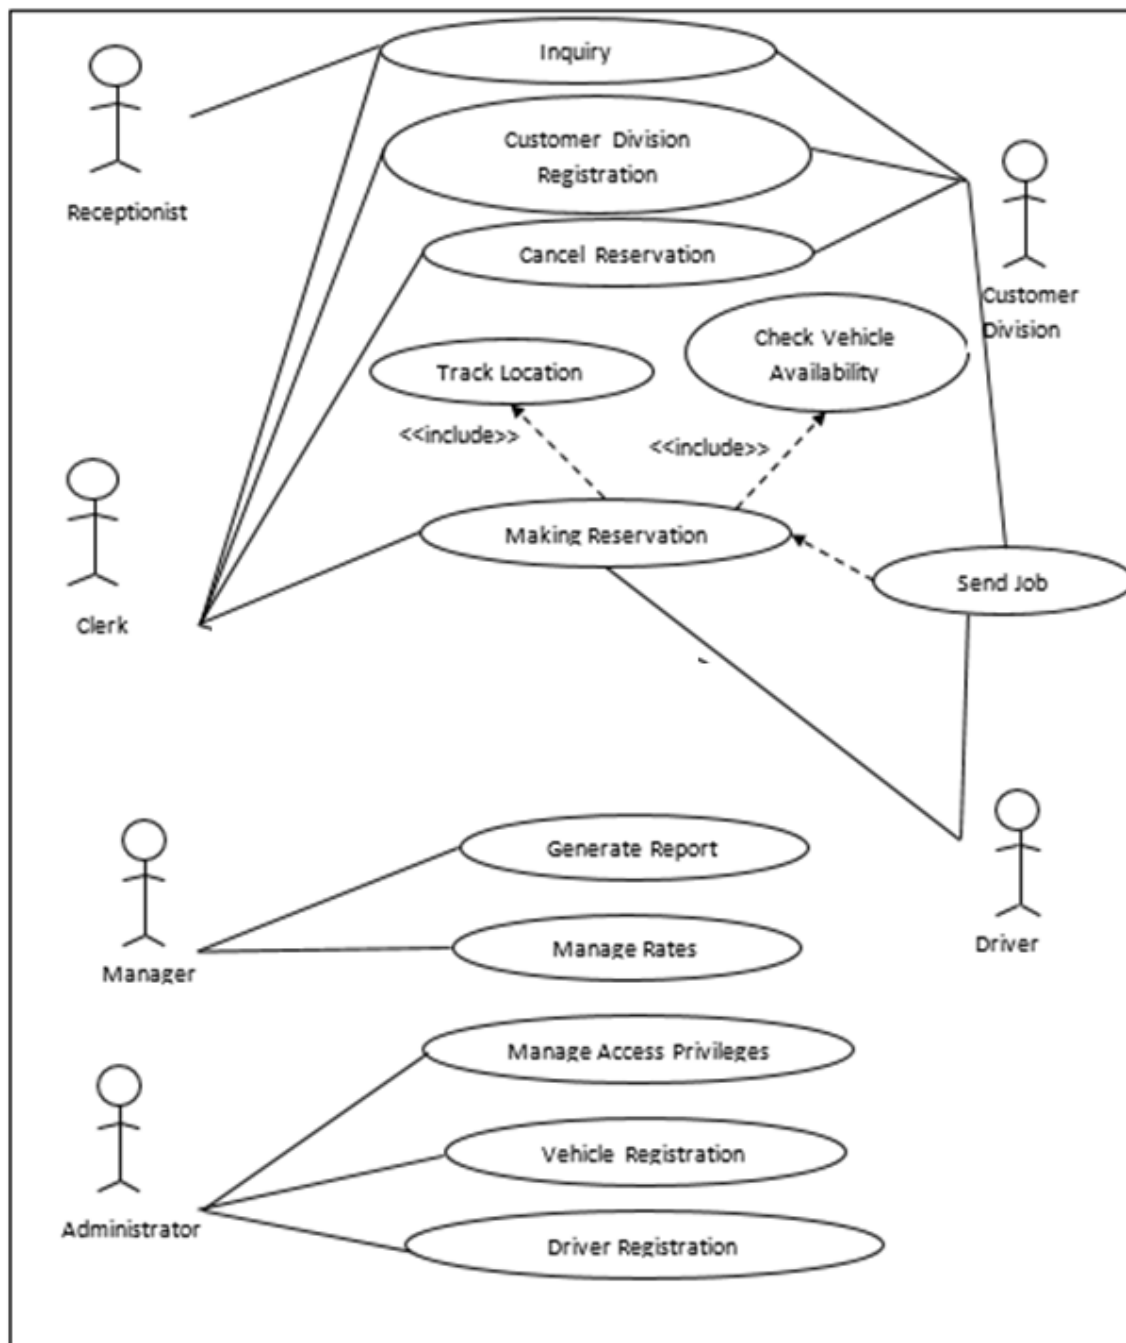 Inquiry
Customer Division
Registration
Receptionist
Cancel Reservation
Customer
Division
Check Vehicle
Availability
Track Location
<<include>>
<<include>>
Making Reservation
Send Job
Clerk
Generate Report
Driver
Manage Rates
Manager
Manage Access Privileges
Vehicle Registration
Administrator
Driver Registration